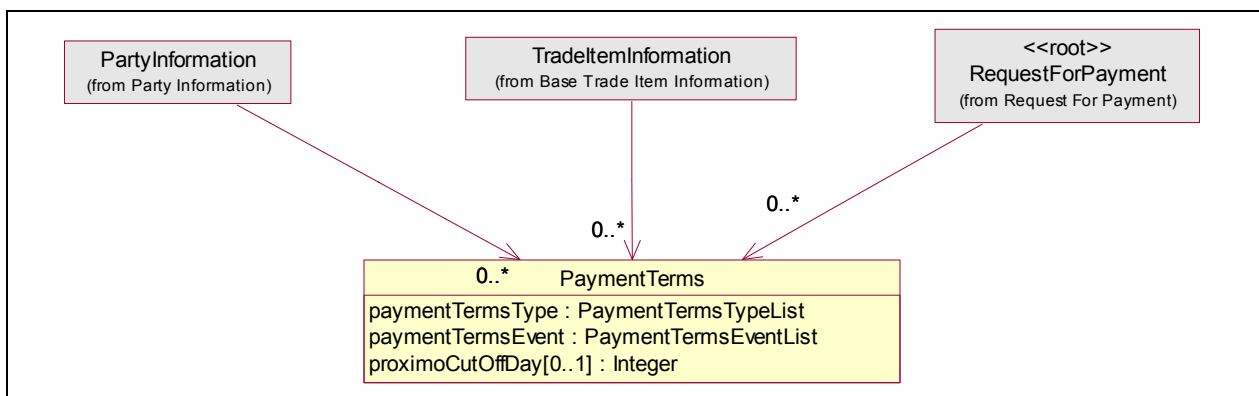 PartyInformation
(from Party Information)
TradeItemInformation
(from Base Trade Item Information)
<<root>>
RequestForPayment
(from Request For Payment)
0..*
0..*
0..*
PaymentTerms
paymentTermsType : PaymentTermsTypeList
paymentTermsEvent : PaymentTermsEventList
proximoCutOffDay[0..1] : Integer